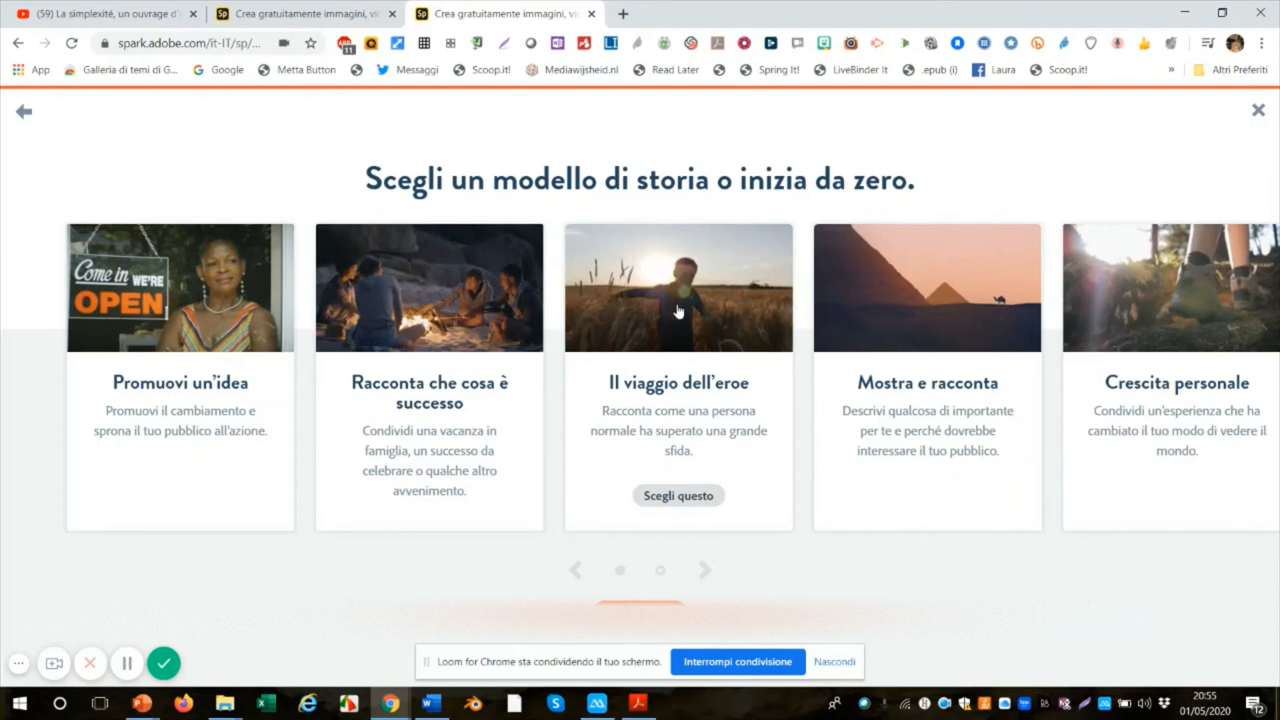 (59) La simplexité, un ouvrage d'
Crea gratuitamente immagini, vi
Crea gratuitamente immagini, vi
spark.adobe.com/it-IT/sp/...
11
App
Galleria di temi di G...
Google
Metta Button
Messaggi
Scoop.it!
Mediawijsheid.nl
Read Later
Spring It!
LiveBinder It
.epub (i)
Laura
Scoop.it!
»
Altri Preferiti
Scegli un modello di storia o inizia da zero.
Come in WE'RE
OPEN
Promuovi un'idea
Promuovi il cambiamento e
sprona il tuo pubblico all'azione.
Racconta che cosa è
successo
Condividi una vacanza in
famiglia, un successo da
celebrare o qualche altro
avvenimento.
Il viaggio dell'eroe
Racconta come una persona
normale ha superato una grande
sfida.
Scegli questo
Mostra e racconta
Descrivi qualcosa di importante
per te e perché dovrebbe
interessare il tuo pubblico.
Crescita personale
Condividi un'esperienza che ha
cambiato il tuo modo di vedere il
mondo.
Loom for Chrome sta condividendo il tuo schermo.
Interrompi condivisione
Nascondi
20:55
01/05/2020
12